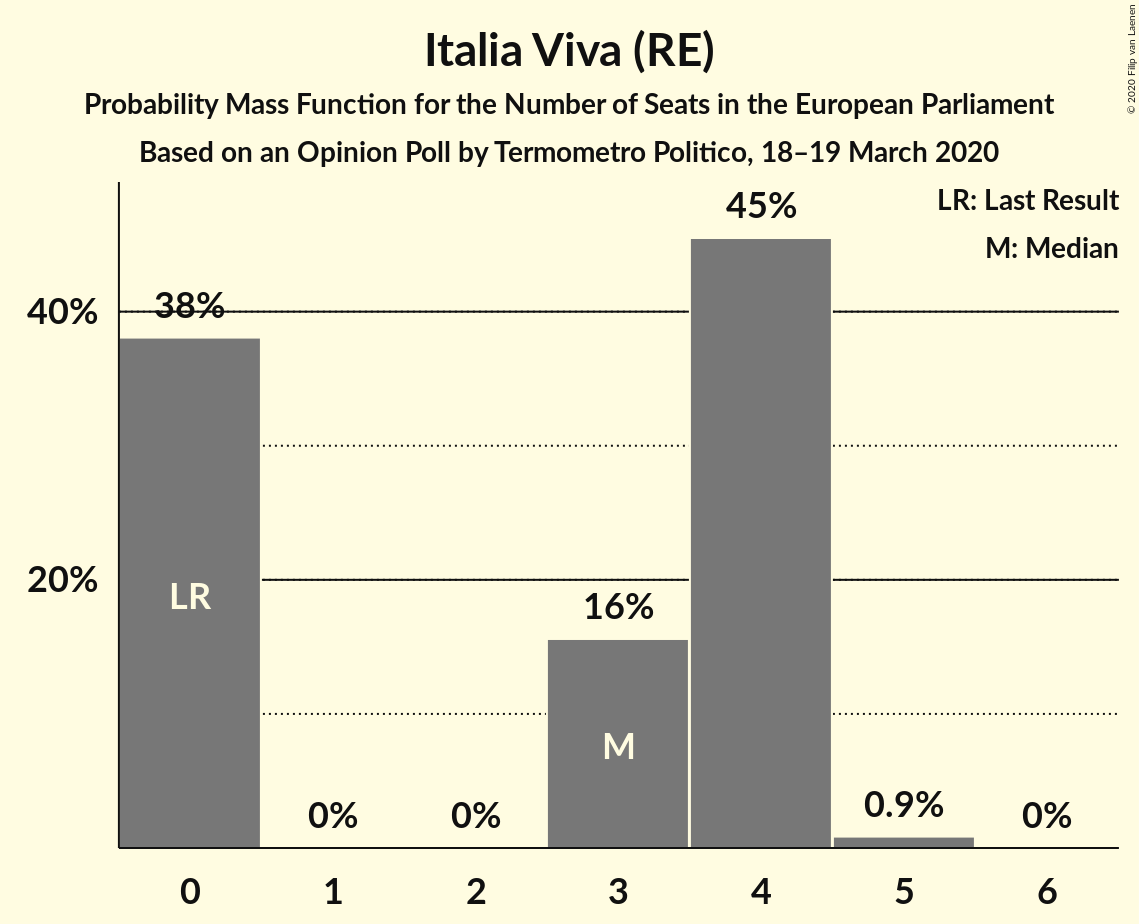 Italia Viva (RE)
Probability Mass Function for the Number of Seats in the European Parliament
Based on an Opinion Poll by Termometro Politico, 18–19 March 2020
© 2020 Filip van Laenen
LR: Last Result
M: Median
45%
40%
38%
20%
16%
LR
M
0%
0%
0.9%
0%
0
1
2
3
4
5
6